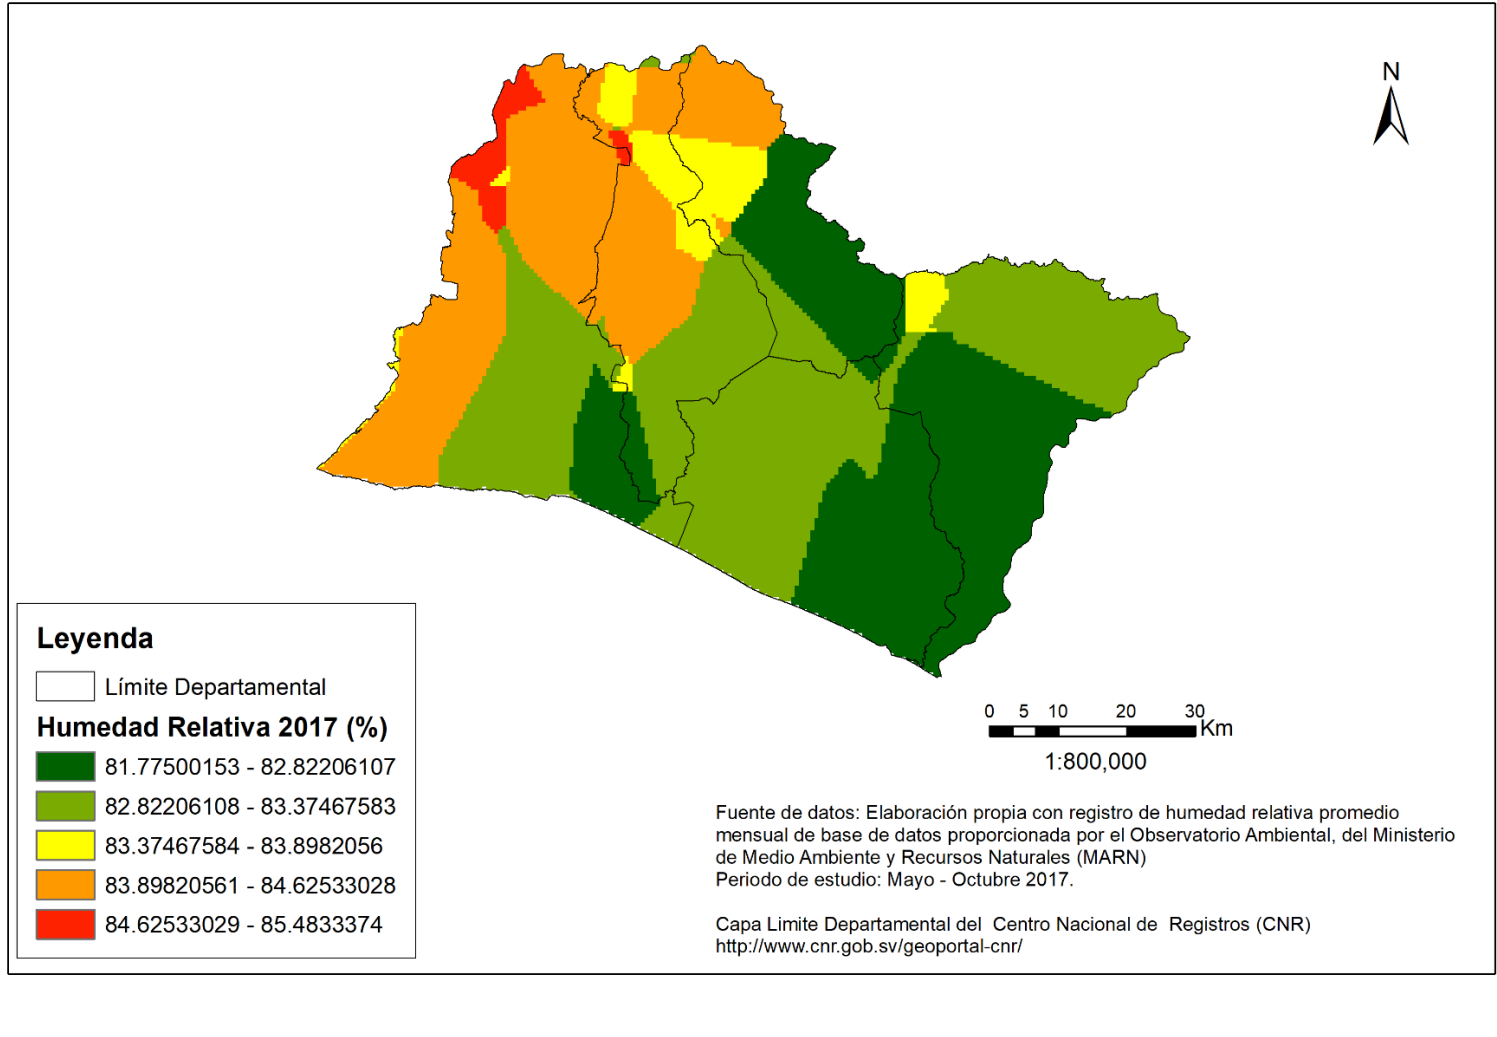 N
Leyenda
Límite Departamental
Humedad Relativa 2017 (%)
81.77500153 - 82.82206107
82.82206108 - 83.37467583
83.37467584 - 83.8982056
83.89820561 - 84.62533028
84.62533029 - 85.4833374
0 5 10 20 30
Km
1:800,000
Fuente de datos: Elaboración propia con registro de humedad relativa promedio
mensual de base de datos proporcionada por el Observatorio Ambiental, del Ministerio
de Medio Ambiente y Recursos Naturales (MARN)
Periodo de estudio: Mayo - Octubre 2017.
Capa Limite Departamental del Centro Nacional de Registros (CNR)
http://www.cnr.gob.sv/geoportal-cnr/